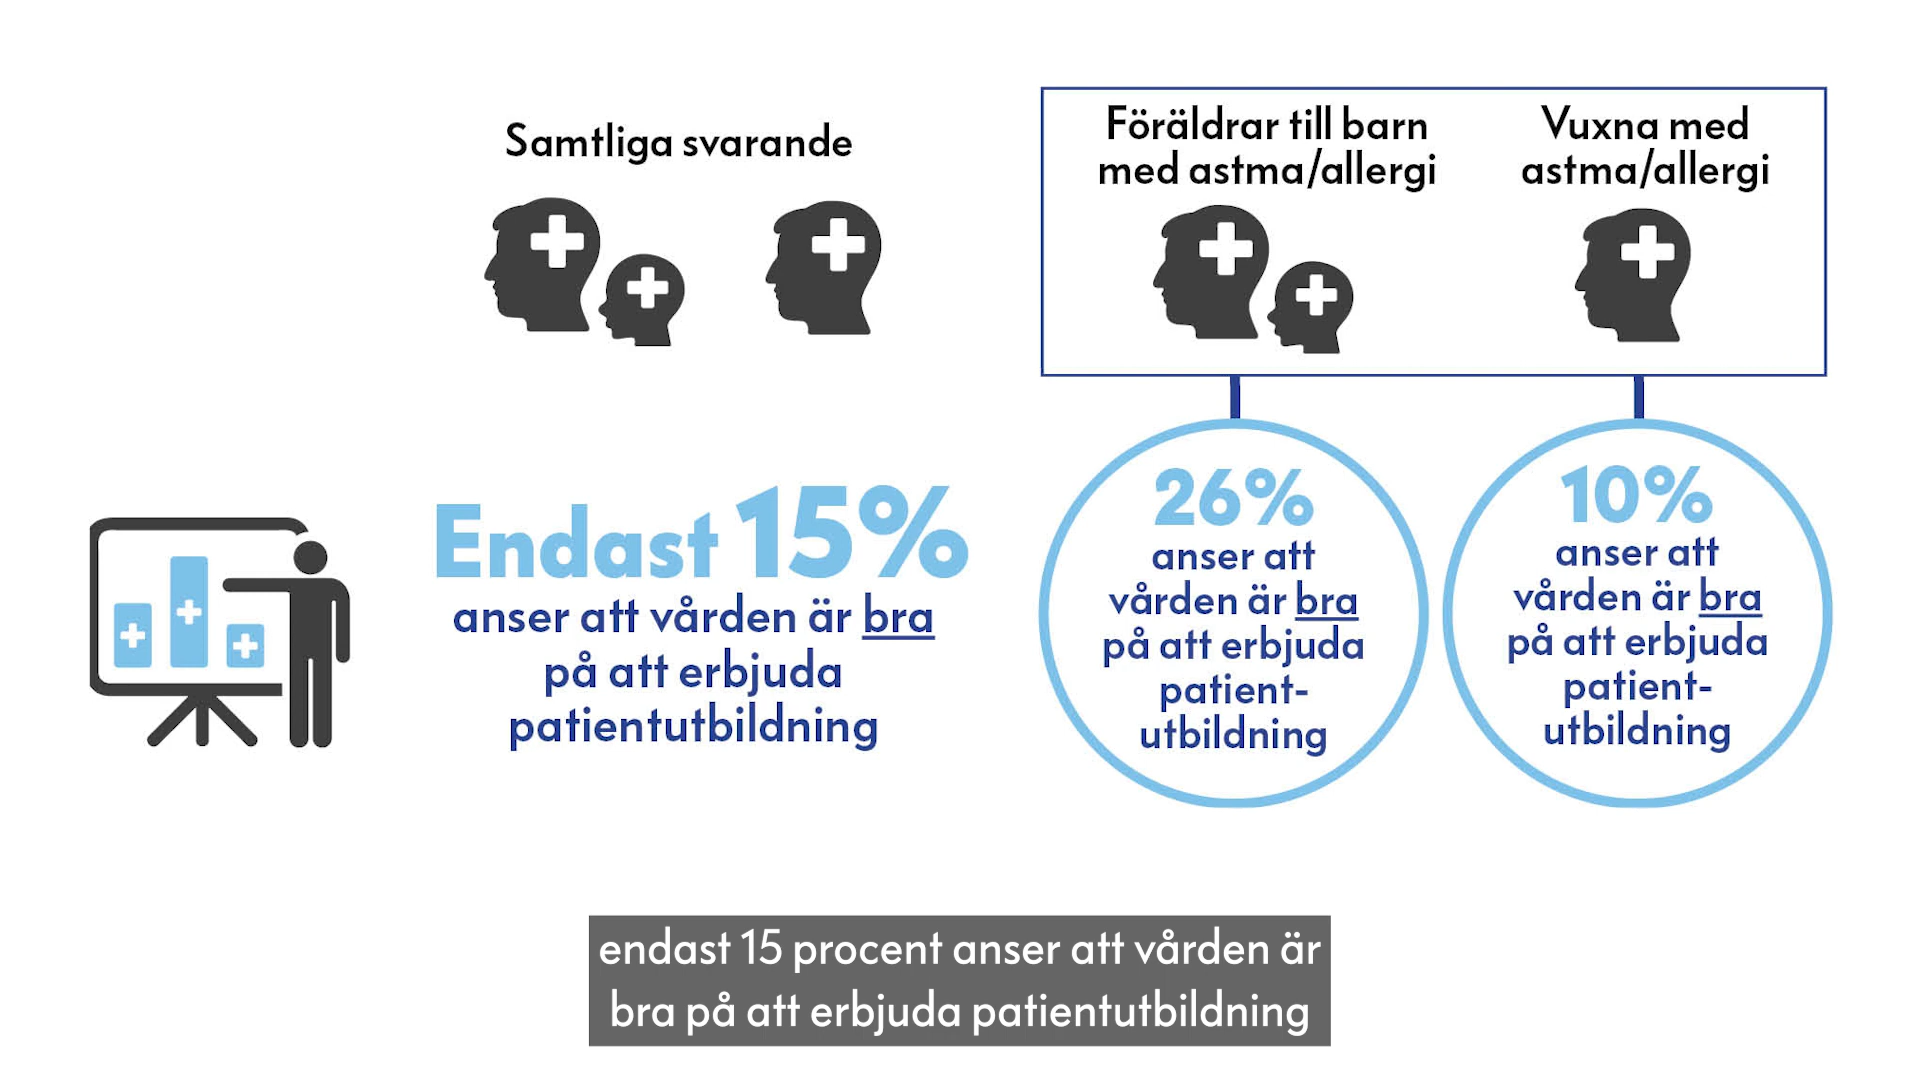 Samtliga svarande
Föräldrar till barn
med astma/allergi
Vuxna med
astma/allergi
Endast 15%
anser att vården är bra
på att erbjuda
patientutbildning
26%
anser att
vården är bra
på att erbjuda
patient-
utbildning
10%
anser att
vården är bra
på att erbjuda
patient-
utbildning
endast 15 procent anser att vården är
bra på att erbjuda patientutbildning